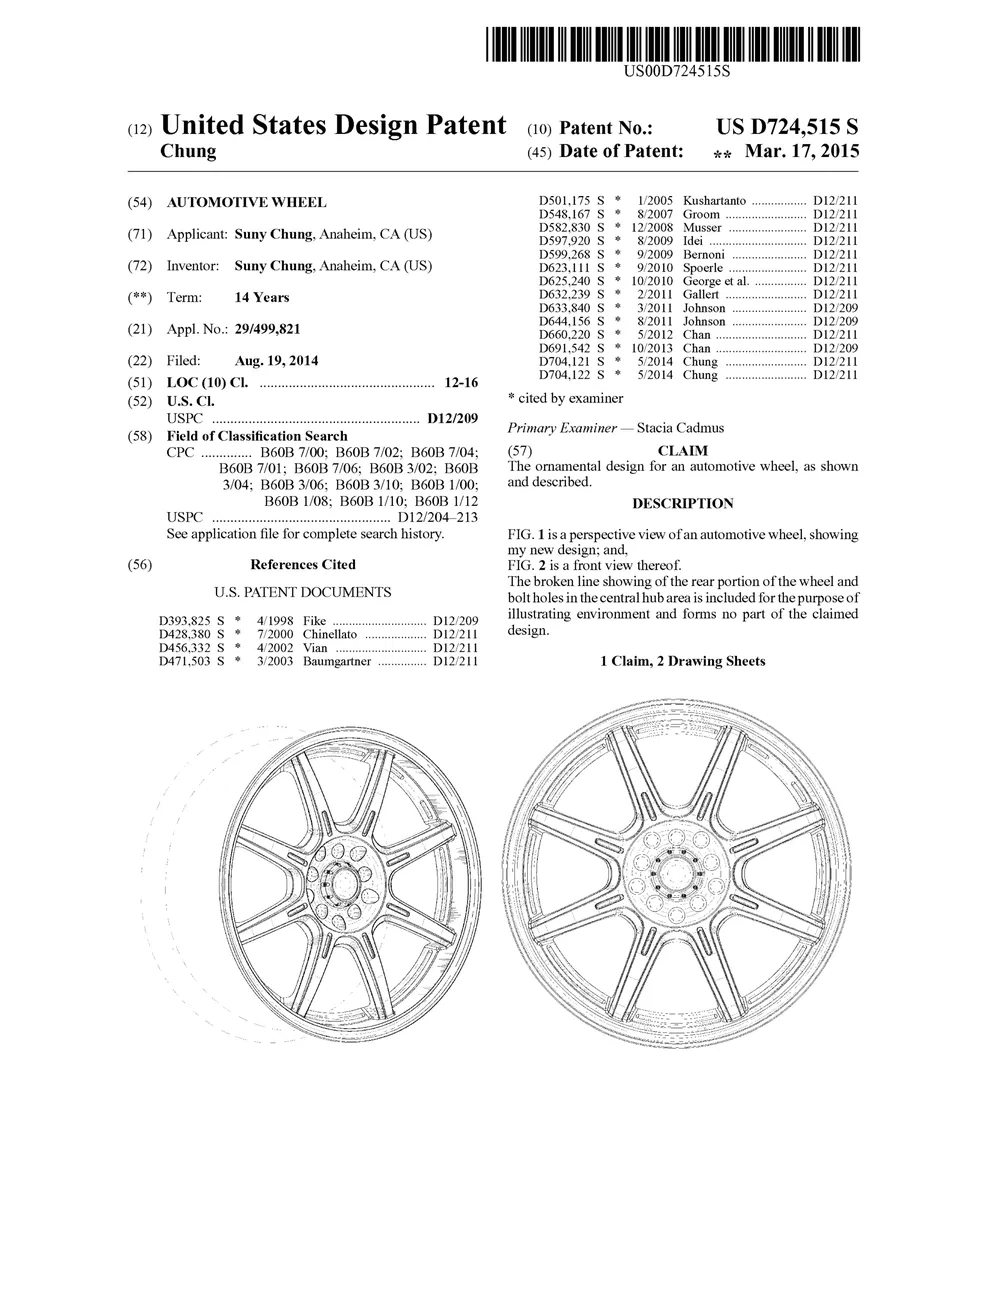 US00D724515S
(12) United States Design Patent
Chung
(10) Patent No.: US D724,515 S
(45) Date of Patent: ** Mar. 17, 2015
(54) AUTOMOTIVE WHEEL
(71) Applicant: Suny Chung, Anaheim, CA (US)
(72) Inventor: Suny Chung, Anaheim, CA (US)
(**) Term: 14 Years
(21) Appl. No.: 29/499,821
(22) Filed: Aug. 19, 2014
(51) LOC (10) Cl. ................................................ 12-16
(52) U.S. Cl.
USPC ......................................................... D12/209
(58) Field of Classification Search
CPC .............. B60B 7/00; B60B 7/02; B60B 7/04;
B60B 7/01; B60B 7/06; B60B 3/02; B60B
3/04; B60B 3/06; B60B 3/10; B60B 1/00;
B60B 1/08; B60B 1/10; B60B 1/12
USPC ................................................. D12/204–213
See application file for complete search history.
(56) References Cited
U.S. PATENT DOCUMENTS
D393,825 S * 4/1998 Fike ............................ D12/209
D428,380 S * 7/2000 Chinellato ................... D12/211
D456,332 S * 4/2002 Vian ........................... D12/211
D471,503 S * 3/2003 Baumgartner ............... D12/211
D501,175 S * 1/2005 Kushartanto ................. D12/211
D548,167 S * 8/2007 Groom ........................ D12/211
D582,830 S * 12/2008 Musser ....................... D12/211
D597,920 S * 8/2009 Idei ............................. D12/211
D599,268 S * 9/2009 Bernoni ...................... D12/211
D623,111 S * 9/2010 Spoerle ....................... D12/211
D625,240 S * 10/2010 George et al. ................ D12/211
D632,239 S * 2/2011 Gallert ........................ D12/211
D633,840 S * 3/2011 Johnson ...................... D12/209
D644,156 S * 8/2011 Johnson ...................... D12/209
D660,220 S * 5/2012 Chan ........................... D12/211
D691,542 S * 10/2013 Chan ........................... D12/209
D704,121 S * 5/2014 Chung ........................ D12/211
D704,122 S * 5/2014 Chung ........................ D12/211
* cited by examiner
Primary Examiner — Stacia Cadmus
(57) CLAIM
The ornamental design for an automotive wheel, as shown
and described.
DESCRIPTION
FIG. 1 is a perspective view of an automotive wheel, showing
my new design; and,
FIG. 2 is a front view thereof.
The broken line showing of the rear portion of the wheel and
bolt holes in the central hub area is included for the purpose of
illustrating environment and forms no part of the claimed
design.
1 Claim, 2 Drawing Sheets